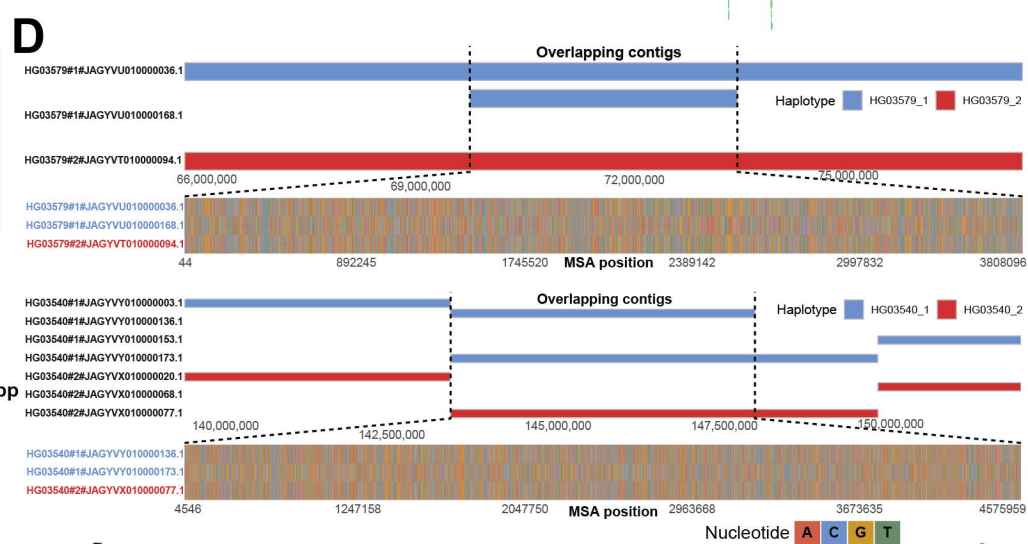 D
Overlapping contigs
HG03579#1#JAGYVU010000036.1
Haplotype HG03579_1 HG03579_2
HG03579#1#JAGYVU010000168.1
HG03579#2#JAGYVT010000094.1
66,000,000 69,000,000 72,000,000 75,000,000
HG03579#1#JAGYVU010000036.1
HG03579#1#JAGYVU010000168.1
HG03579#2#JAGYVT010000094.1
44 892245 1745520 MSA position 2389142 2997832 3808096
Overlapping contigs
HG03540#1#JAGYVY010000003.1
Haplotype HG03540_1 HG03540_2
HG03540#1#JAGYVY010000136.1
HG03540#1#JAGYVY010000153.1
HG03540#1#JAGYVY010000173.1
HG03540#2#JAGYVX010000020.1
bp
HG03540#2#JAGYVX010000068.1
HG03540#2#JAGYVX010000077.1
140,000,000 142,500,000 145,000,000 147,500,000 150,000,000
HG03540#1#JAGYVY010000136.1
HG03540#1#JAGYVY010000173.1
HG03540#2#JAGYVX010000077.1
4546 1247158 2047750 MSA position 2963668 3673635 4575959
Nucleotide A C G T